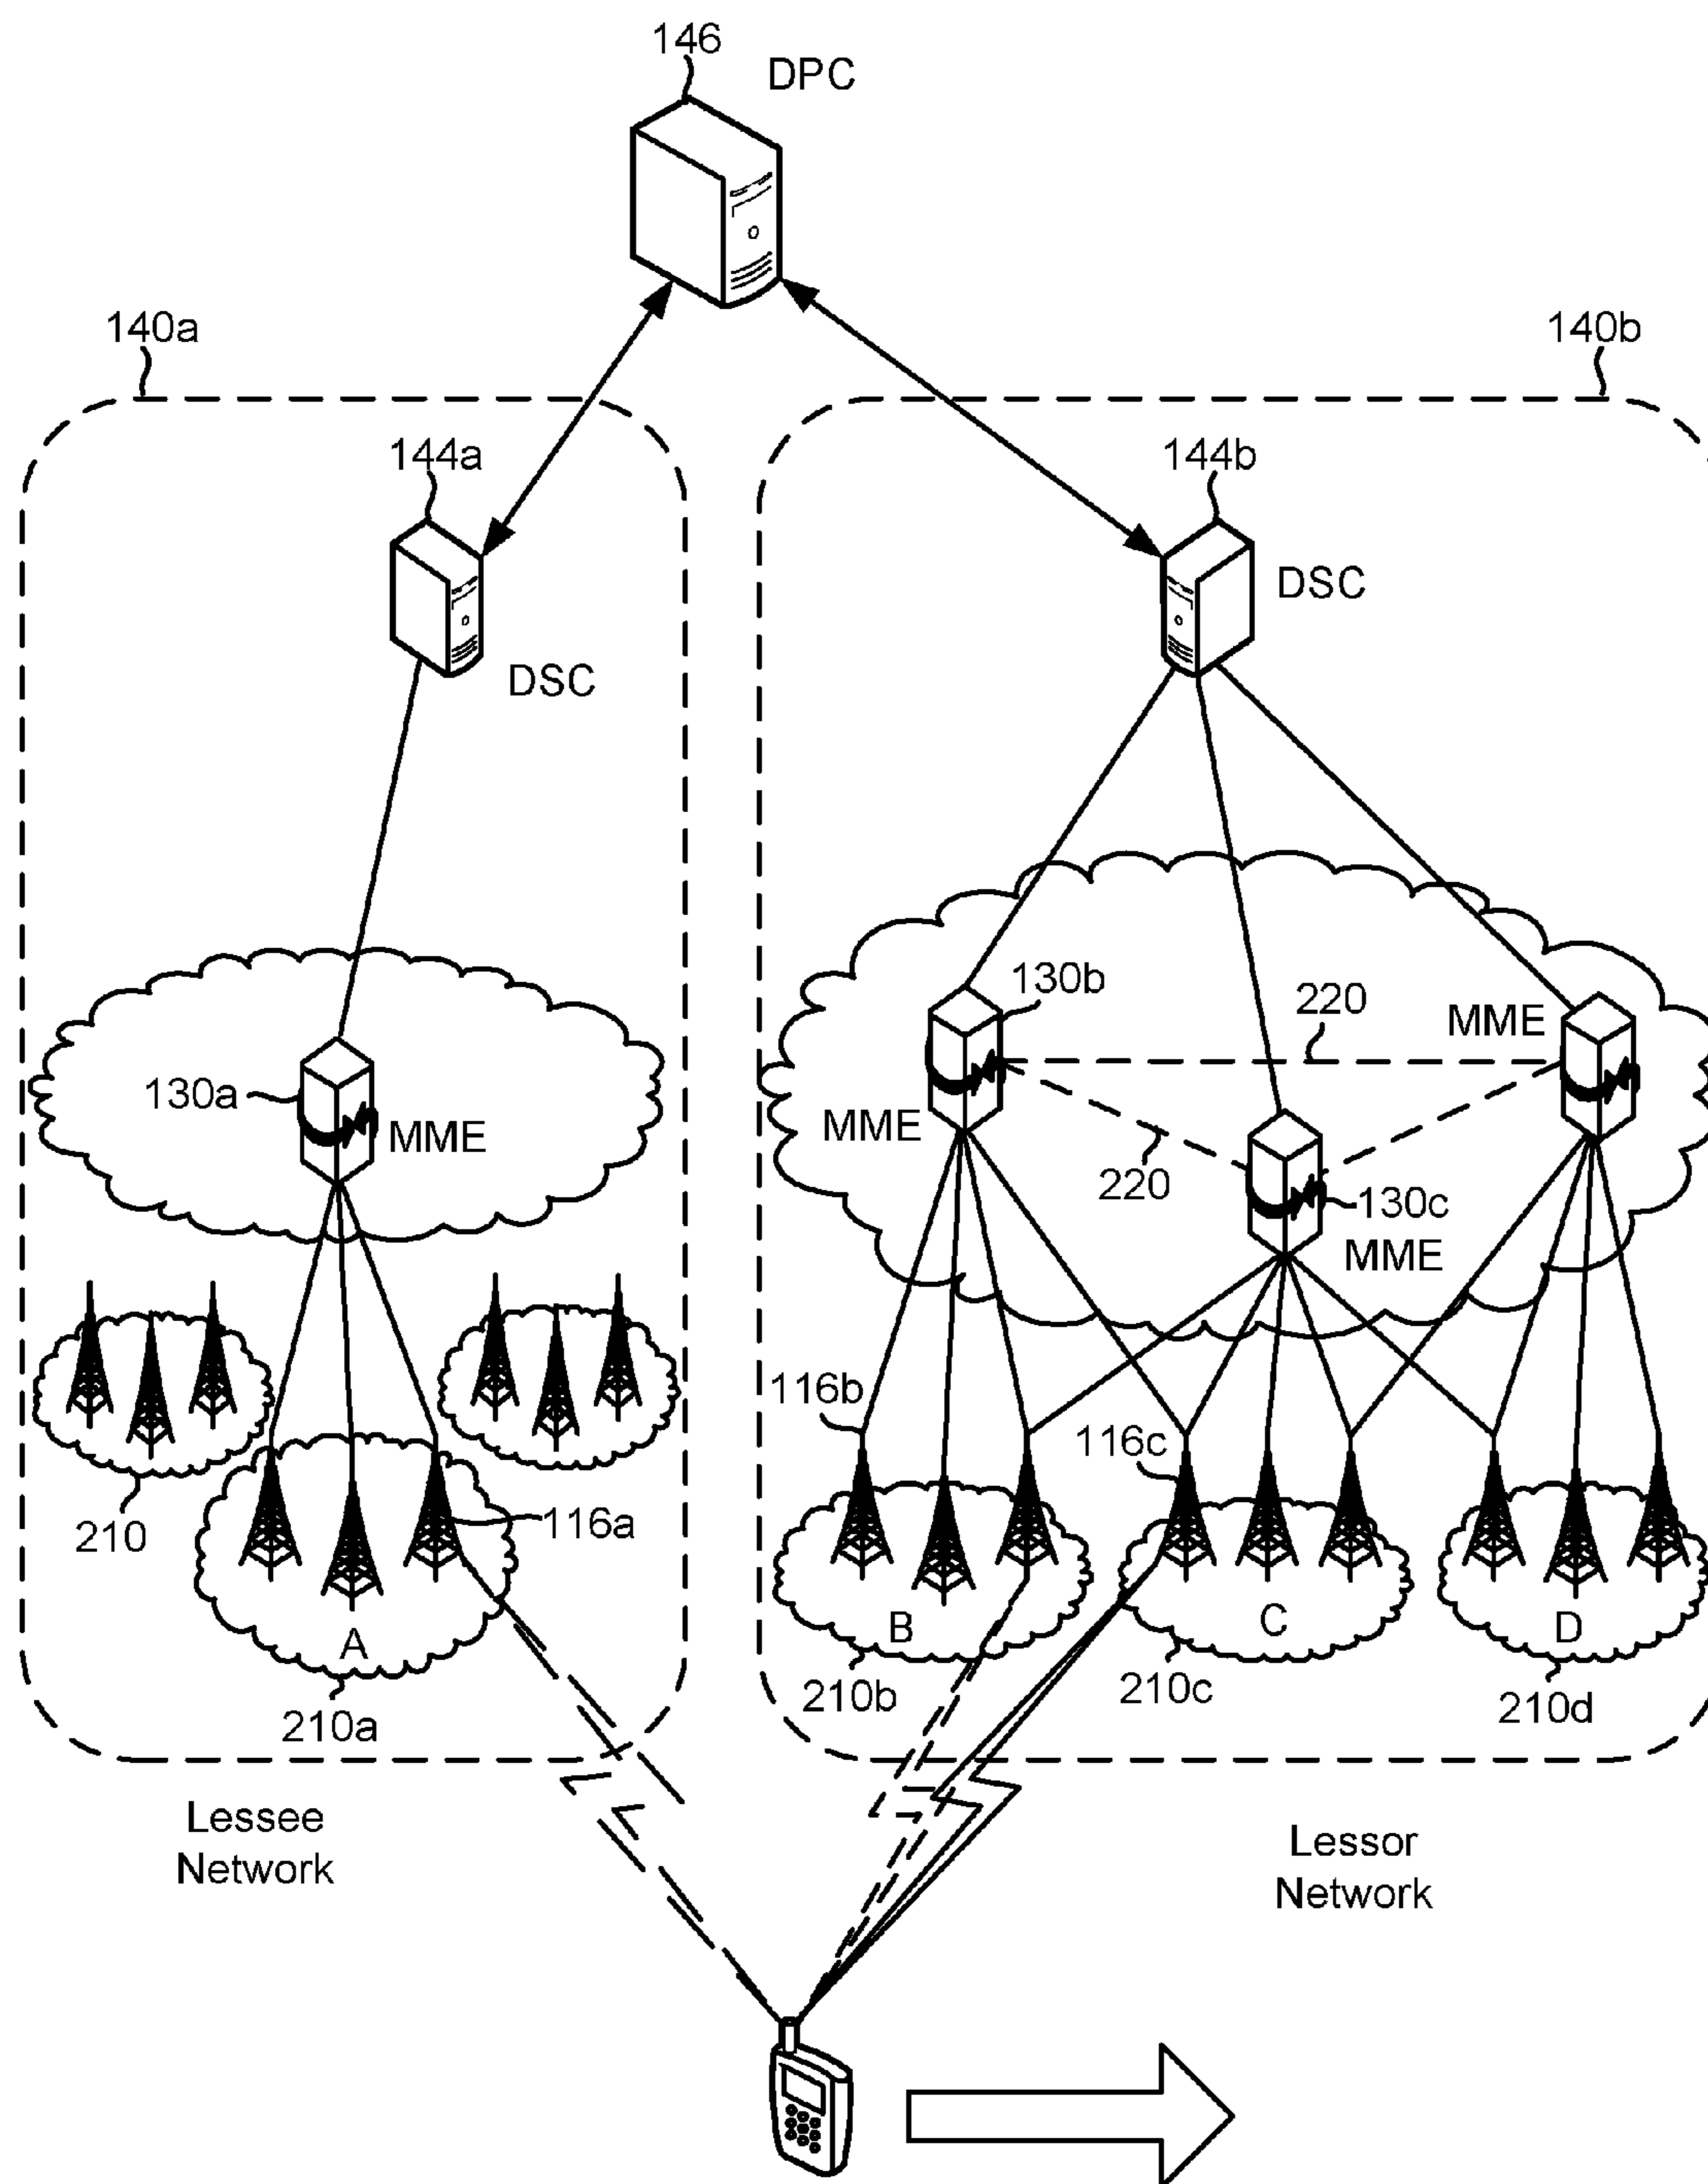 146
DPC
140a
140b
144a
144b
DSC
DSC
130b
220
MME
130a
MME
MME
220
130c
MME
116b
116c
210
116a
A
B
C
D
210a
210b
210c
210d
Lessee
Network
Lessor
Network